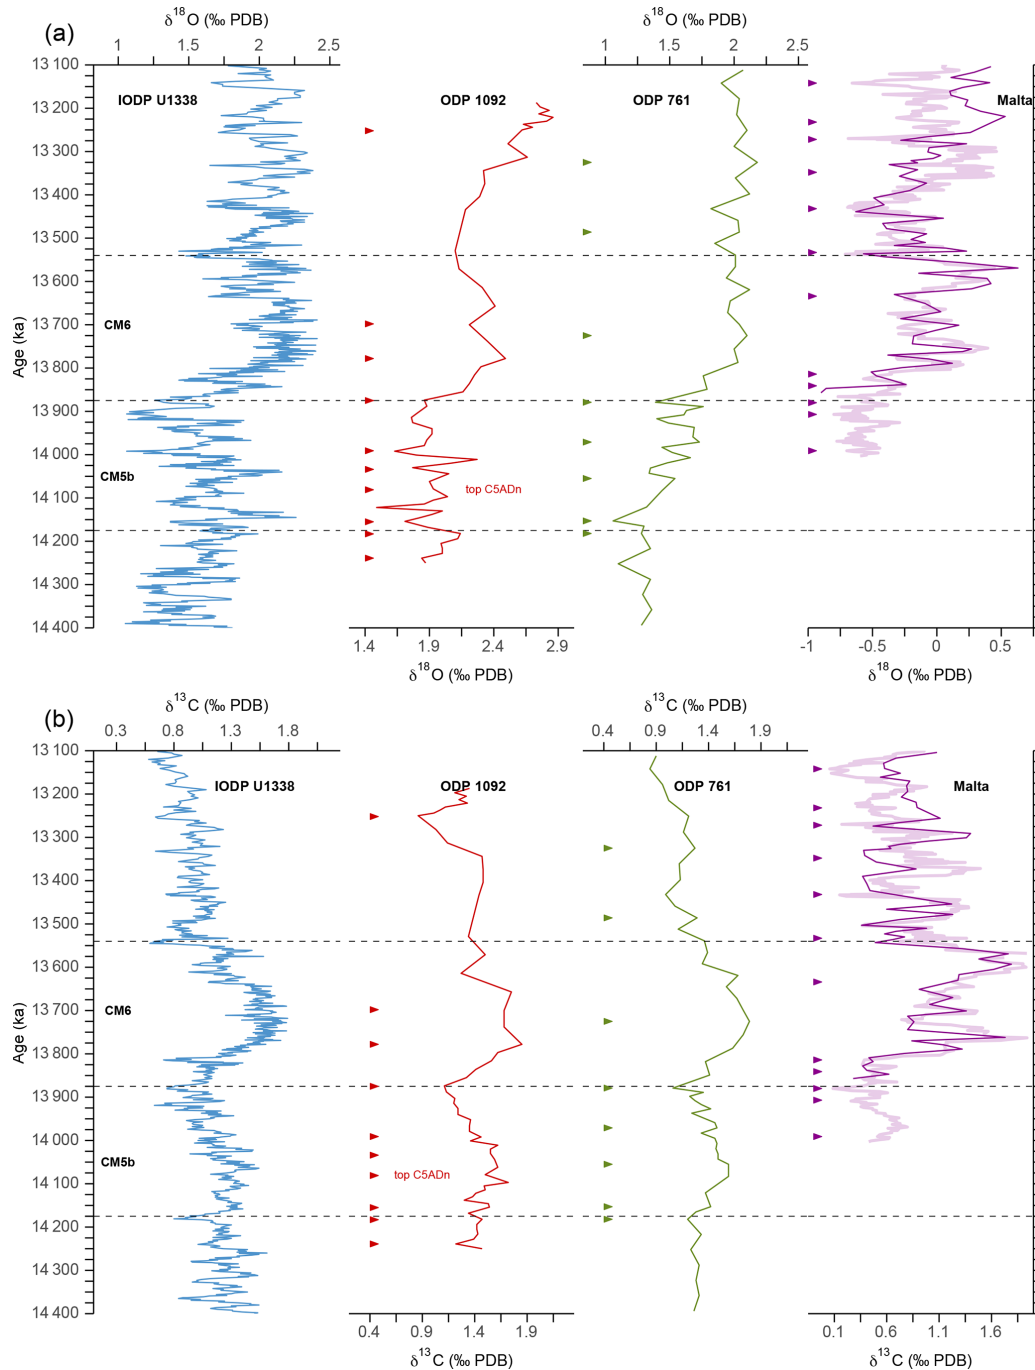 (a)
δ18O (‰ PDB)
δ18O (‰ PDB)
1 1.5 2 2.5
1 1.5 2 2.5
IODP U1338
ODP 1092
ODP 761
Malta
13 100
13 200
13 300
13 400
13 500
13 600
13 700
13 800
13 900
14 000
14 100
14 200
14 300
14 400
Age (ka)
CM6
CM5b
top C5ADn
1.4 1.9 2.4 2.9
-1 -0.5 0 0.5
δ18O (‰ PDB)
δ18O (‰ PDB)
(b)
δ13C (‰ PDB)
δ13C (‰ PDB)
0.3 0.8 1.3 1.8
0.4 0.9 1.4 1.9
IODP U1338
ODP 1092
ODP 761
Malta
13 100
13 200
13 300
13 400
13 500
13 600
13 700
13 800
13 900
14 000
14 100
14 200
14 300
14 400
Age (ka)
CM6
CM5b
top C5ADn
0.4 0.9 1.4 1.9
0.1 0.6 1.1 1.6
δ13C (‰ PDB)
δ13C (‰ PDB)